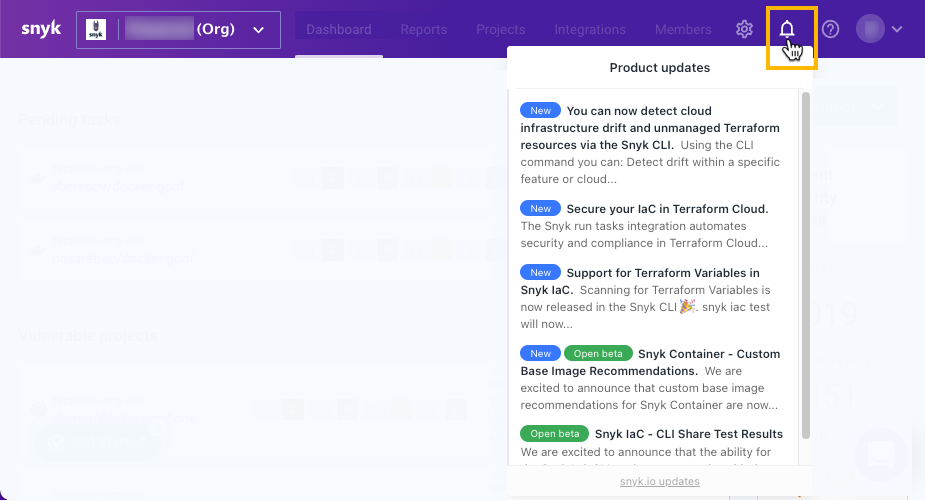 snyk
(Org)
Dashboard
Reports
Projects
Integrations
Members
Product updates
New You can now detect cloud
infrastructure drift and unmanaged Terraform
resources via the Snyk CLI. Using the CLI
command you can: Detect drift within a specific
feature or cloud...
New Secure your IaC in Terraform Cloud.
The Snyk run tasks integration automates
security and compliance in Terraform Cloud...
New Support for Terraform Variables in
Snyk IaC. Scanning for Terraform Variables is
now released in the Snyk CLI🎉. snyk iac test
will now...
New Open beta Snyk Container - Custom
Base Image Recommendations. We are
excited to announce that custom base image
recommendations for Snyk Container are now...
Open beta Snyk IaC - CLI Share Test Results
We are excited to announce that the ability for
snyk.io updates
Pending tasks
Vulnerable projects